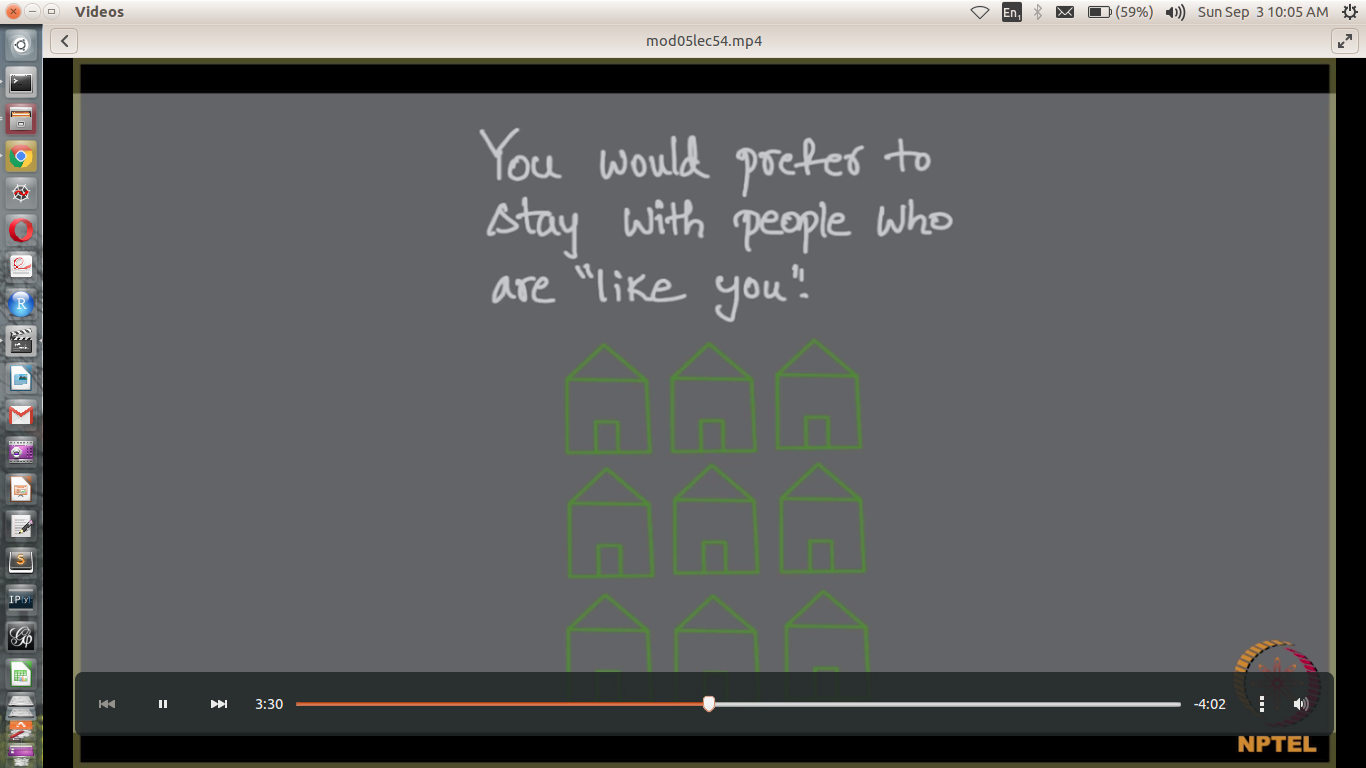 Videos
En1
(59%)
Sun Sep 3 10:05 AM
mod05lec54.mp4
You would prefer to
stay with people who
are "like you".
3:30
-4:02
NPTEL